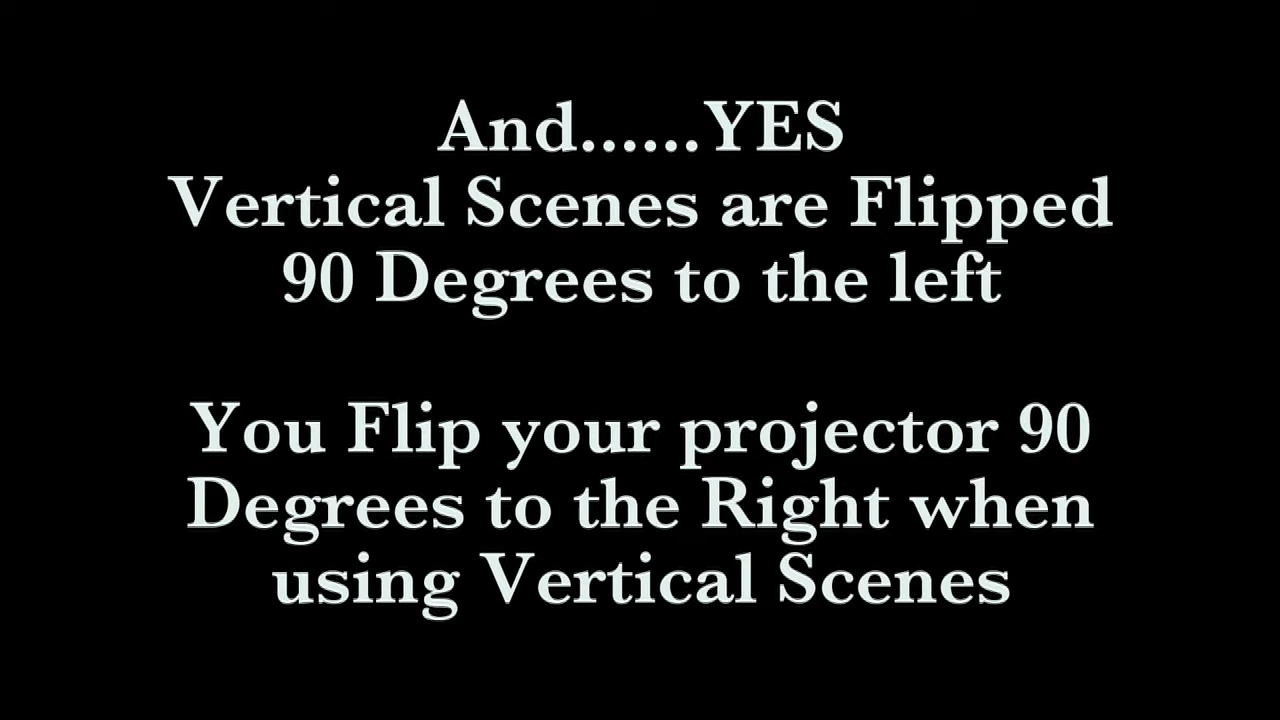 And......YES
Vertical Scenes are Flipped
90 Degrees to the left
You Flip your projector 90
Degrees to the Right when
using Vertical Scenes